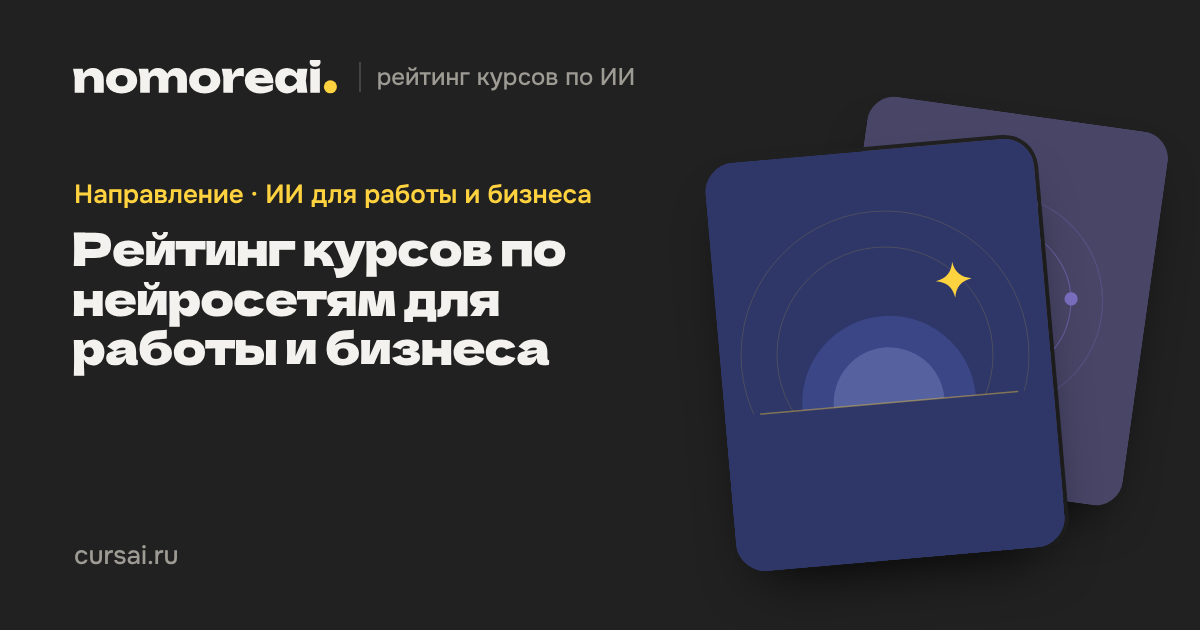 nomoreai.
рейтинг курсов по ИИ
Направление · ИИ для работы и бизнеса
Рейтинг курсов по
нейросетям для
работы и бизнеса
cursai.ru